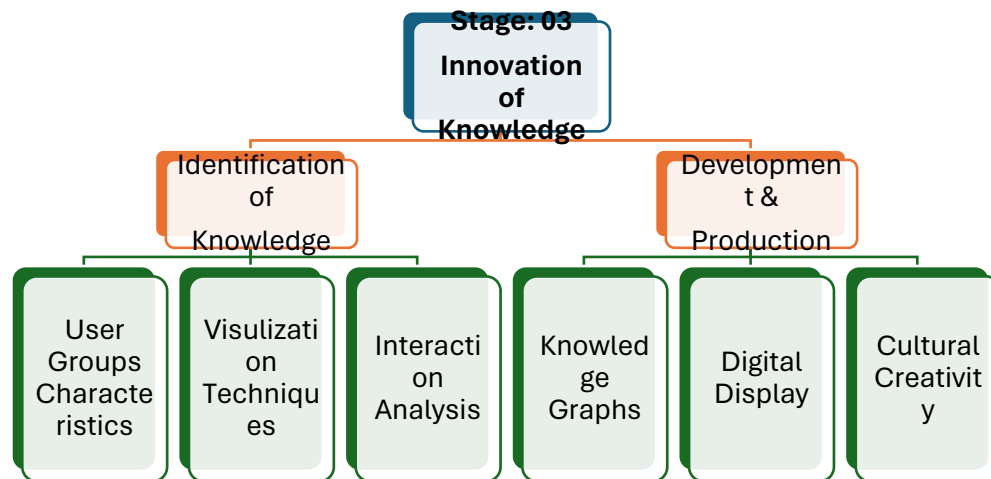 Stage: 03
Innovation
of
Knowledge
Identification
of
Knowledge
Developmen
t &
Production
User
Groups
Characte
ristics
Visulizati
on
Techniqu
es
Interacti
on
Analysis
Knowled
ge
Graphs
Digital
Display
Cultural
Creativit
y